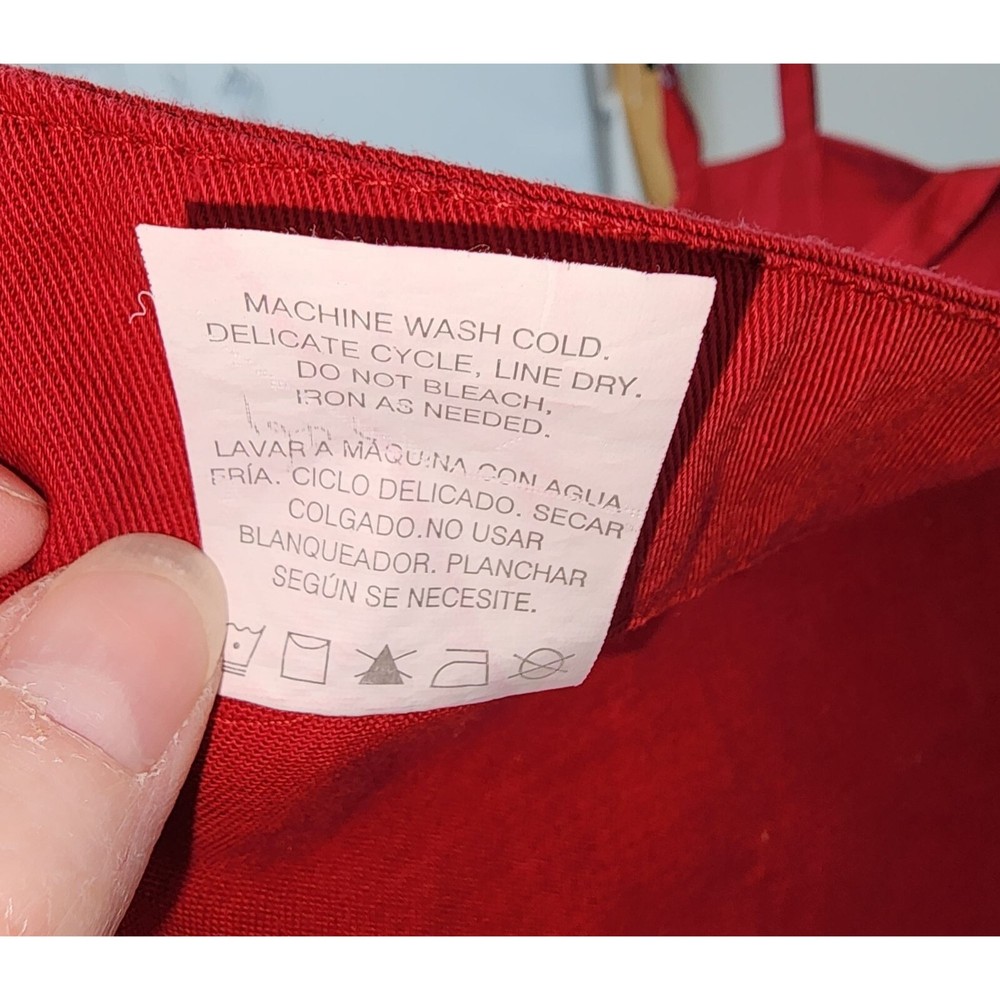 MACHINE WASH COLD.
DELICATE CYCLE, LINE DRY.
DO NOT BLEACH,
IRON AS NEEDED.
LAVAR A MÁQUINA CON AGUA
FRÍA. CICLO DELICADO. SECAR
COLGADO.NO USAR
BLANQUEADOR. PLANCHAR
SEGÚN SE NECESITE.